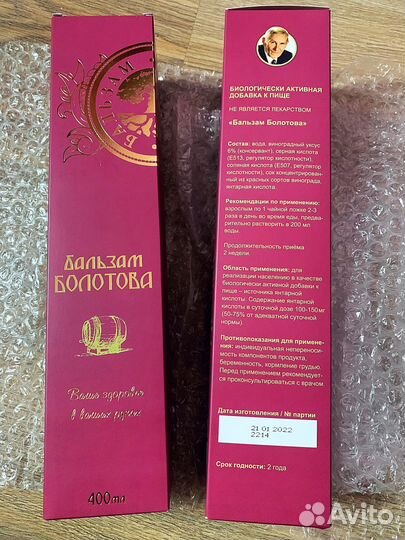 БАЛЬЗАМ
БАЛЬЗАМ
БОЛОТОВА
Ваше здоровье
в ваших руках
400мл
БИОЛОГИЧЕСКИ АКТИВНАЯ
ДОБАВКА К ПИЩЕ
НЕ ЯВЛЯЕТСЯ ЛЕКАРСТВОМ
«Бальзам Болотова»
Состав: вода, виноградный уксус
6% (консервант), серная кислота
(Е513, регулятор кислотности),
соляная кислота (Е507, регулятор
кислотности), сок концентрирован-
ный из красных сортов винограда,
янтарная кислота.
Рекомендации по применению:
взрослым по 1 чайной ложке 2-3
раза в день во время еды, предва-
рительно растворить в 200 мл
воды.
Продолжительность приёма
2 недели.
Область применения: для
реализации населению в качестве
биологически активной добавки к
пище – источника янтарной
кислоты. Содержание янтарной
кислоты в суточной дозе 100-150мг
(50-75% от адекватной суточной
нормы).
Противопоказания для примене-
ния: индивидуальная непереноси-
мость компонентов продукта,
беременность, кормление грудью.
Перед применением рекомендует-
ся проконсультироваться с врачом.
Дата изготовления / № партии
21 01 2022
2214
Срок годности: 2 года
Avito